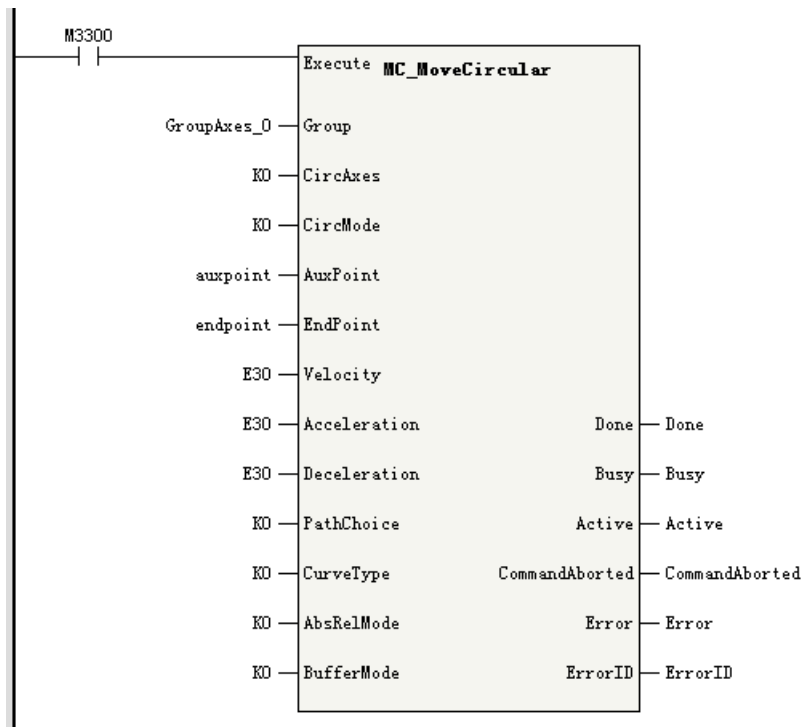 M3300
Execute MC_MoveCircular
GroupAxes_0 Group
K0 CircAxes
K0 CircMode
auxpoint AuxPoint
endpoint EndPoint
E30 Velocity
E30 Acceleration Done Done
E30 Deceleration Busy Busy
K0 PathChoice Active Active
K0 CurveType CommandAborted CommandAborted
K0 AbsRelMode Error Error
K0 BufferMode ErrorID ErrorID